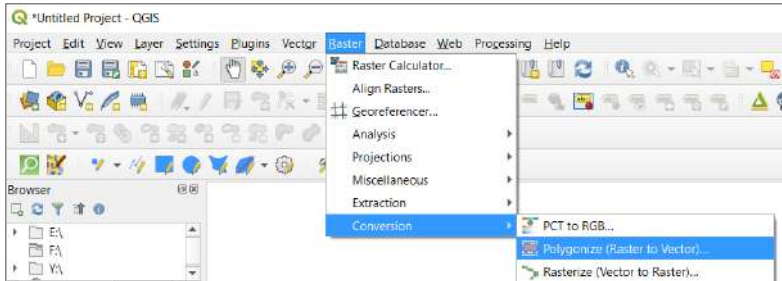 *Untitled Project - QGIS
Project Edit View Layer Settings Plugins Vector Raster Database Web Processing Help
Raster Calculator...
Align Rasters...
Georeferencer...
Analysis
Projections
Miscellaneous
Extraction
Conversion
PCT to RGB...
Polygonize (Raster to Vector)...
Rasterize (Vector to Raster)...
Browser
E:\
F:\
Y:\